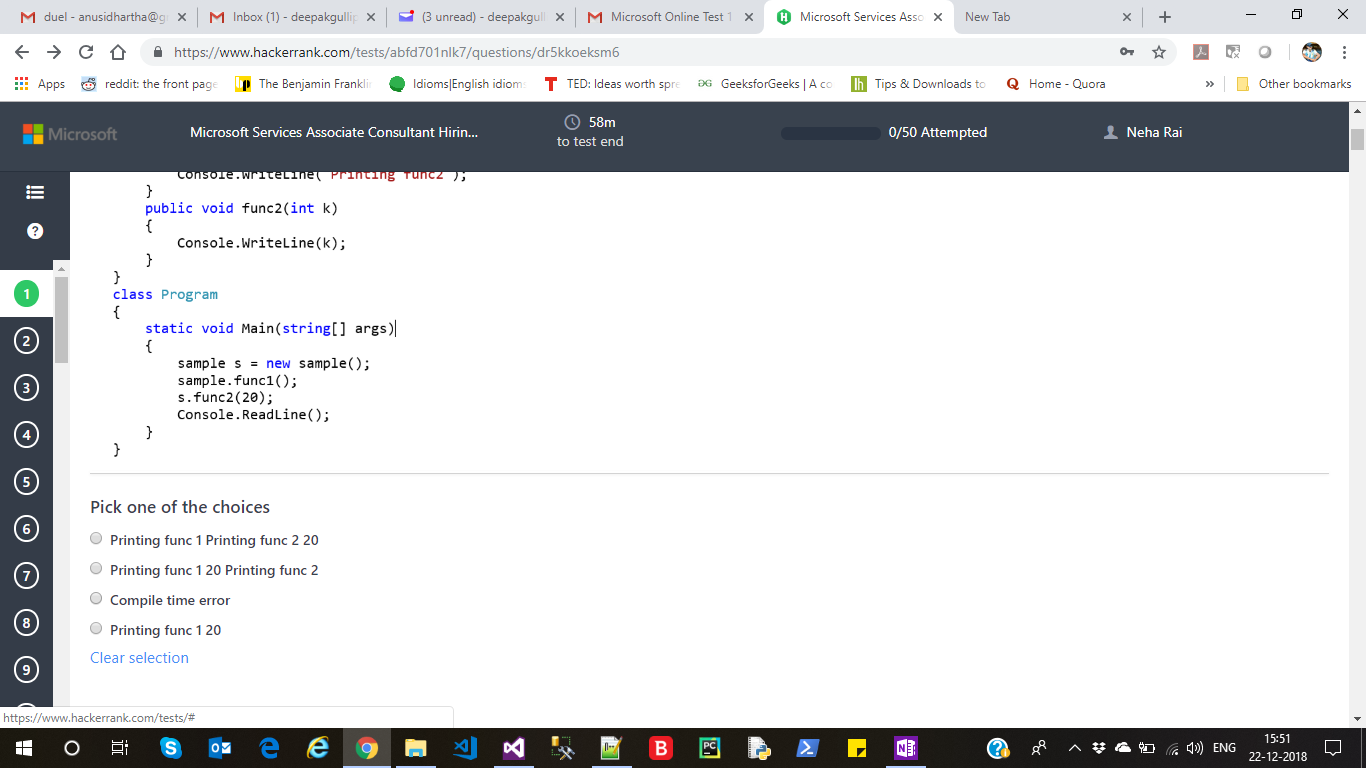 duel - anusidhartha@g
Inbox (1) - deepakgullip
(3 unread) - deepakgull
Microsoft Online Test 1
Microsoft Services Asso
New Tab
https://www.hackerrank.com/tests/abfd701nlk7/questions/dr5kkoeksm6
Apps reddit: the front page The Benjamin Franklin Idioms|English idioms TED: Ideas worth spre GeeksforGeeks | A co Tips & Downloads to Home - Quora » Other bookmarks
Microsoft Microsoft Services Associate Consultant Hirin... 58m 0/50 Attempted Neha Rai
to test end
Console.WriteLine("Printing func2");
}
public void func2(int k)
{
Console.WriteLine(k);
}
}
class Program
{
static void Main(string[] args)
{
sample s = new sample();
sample.func1();
s.func2(20);
Console.ReadLine();
}
}
?
1
2
3
4
5
6
7
8
9
Pick one of the choices
Printing func 1 Printing func 2 20
Printing func 1 20 Printing func 2
Compile time error
Printing func 1 20
Clear selection
https://www.hackerrank.com/tests/#
ENG
15:51
22-12-2018